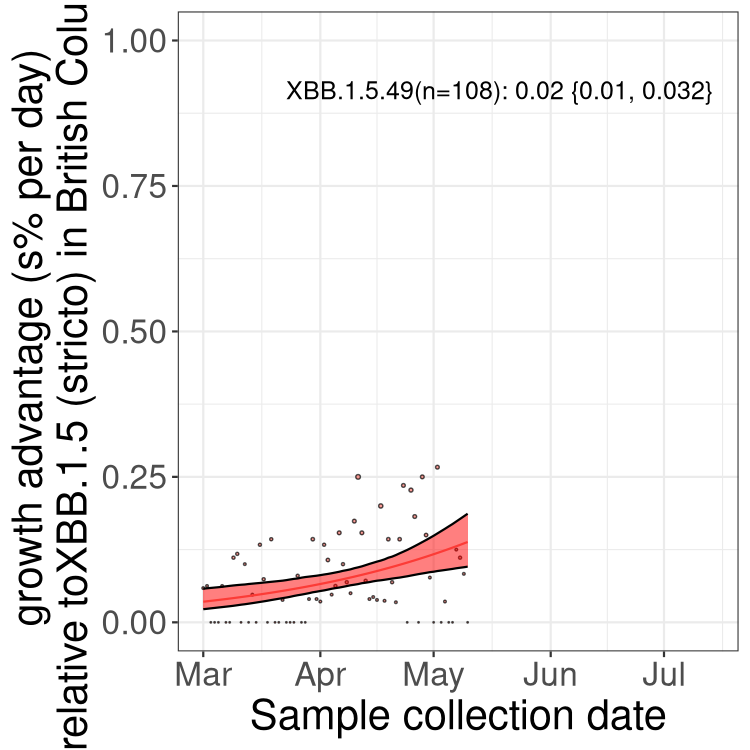 growth advantage (s% per day)
relative toXBB.1.5 (stricto) in British Colu
1.00
0.75
0.50
0.25
0.00
XBB.1.5.49(n=108): 0.02 {0.01, 0.032}
Mar Apr May Jun Jul
Sample collection date